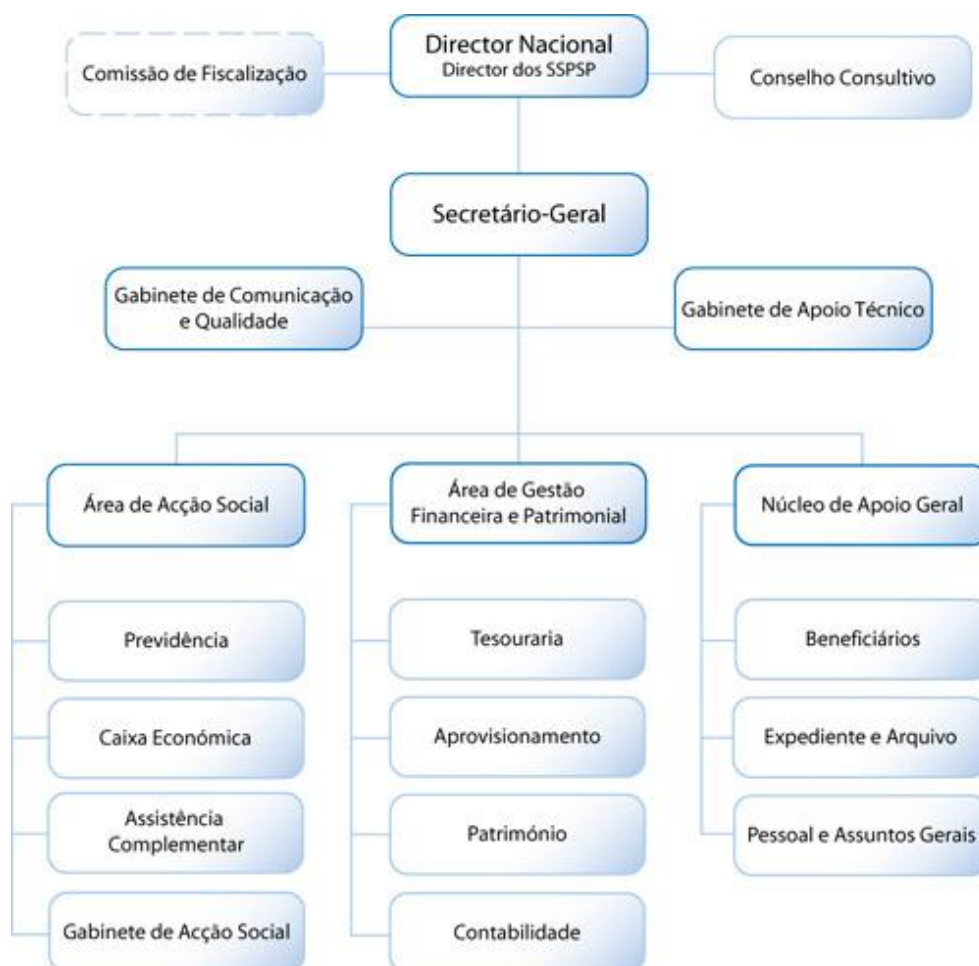 Director Nacional
Director dos SSPSP
Comissão de Fiscalização
Conselho Consultivo
Secretário-Geral
Gabinete de Comunicação
e Qualidade
Gabinete de Apoio Técnico
Área de Acção Social
Área de Gestão
Financeira e Patrimonial
Núcleo de Apoio Geral
Previdência
Tesouraria
Beneficiários
Caixa Económica
Aprovisionamento
Expediente e Arquivo
Assistência
Complementar
Património
Pessoal e Assuntos Gerais
Gabinete de Acção Social
Contabilidade